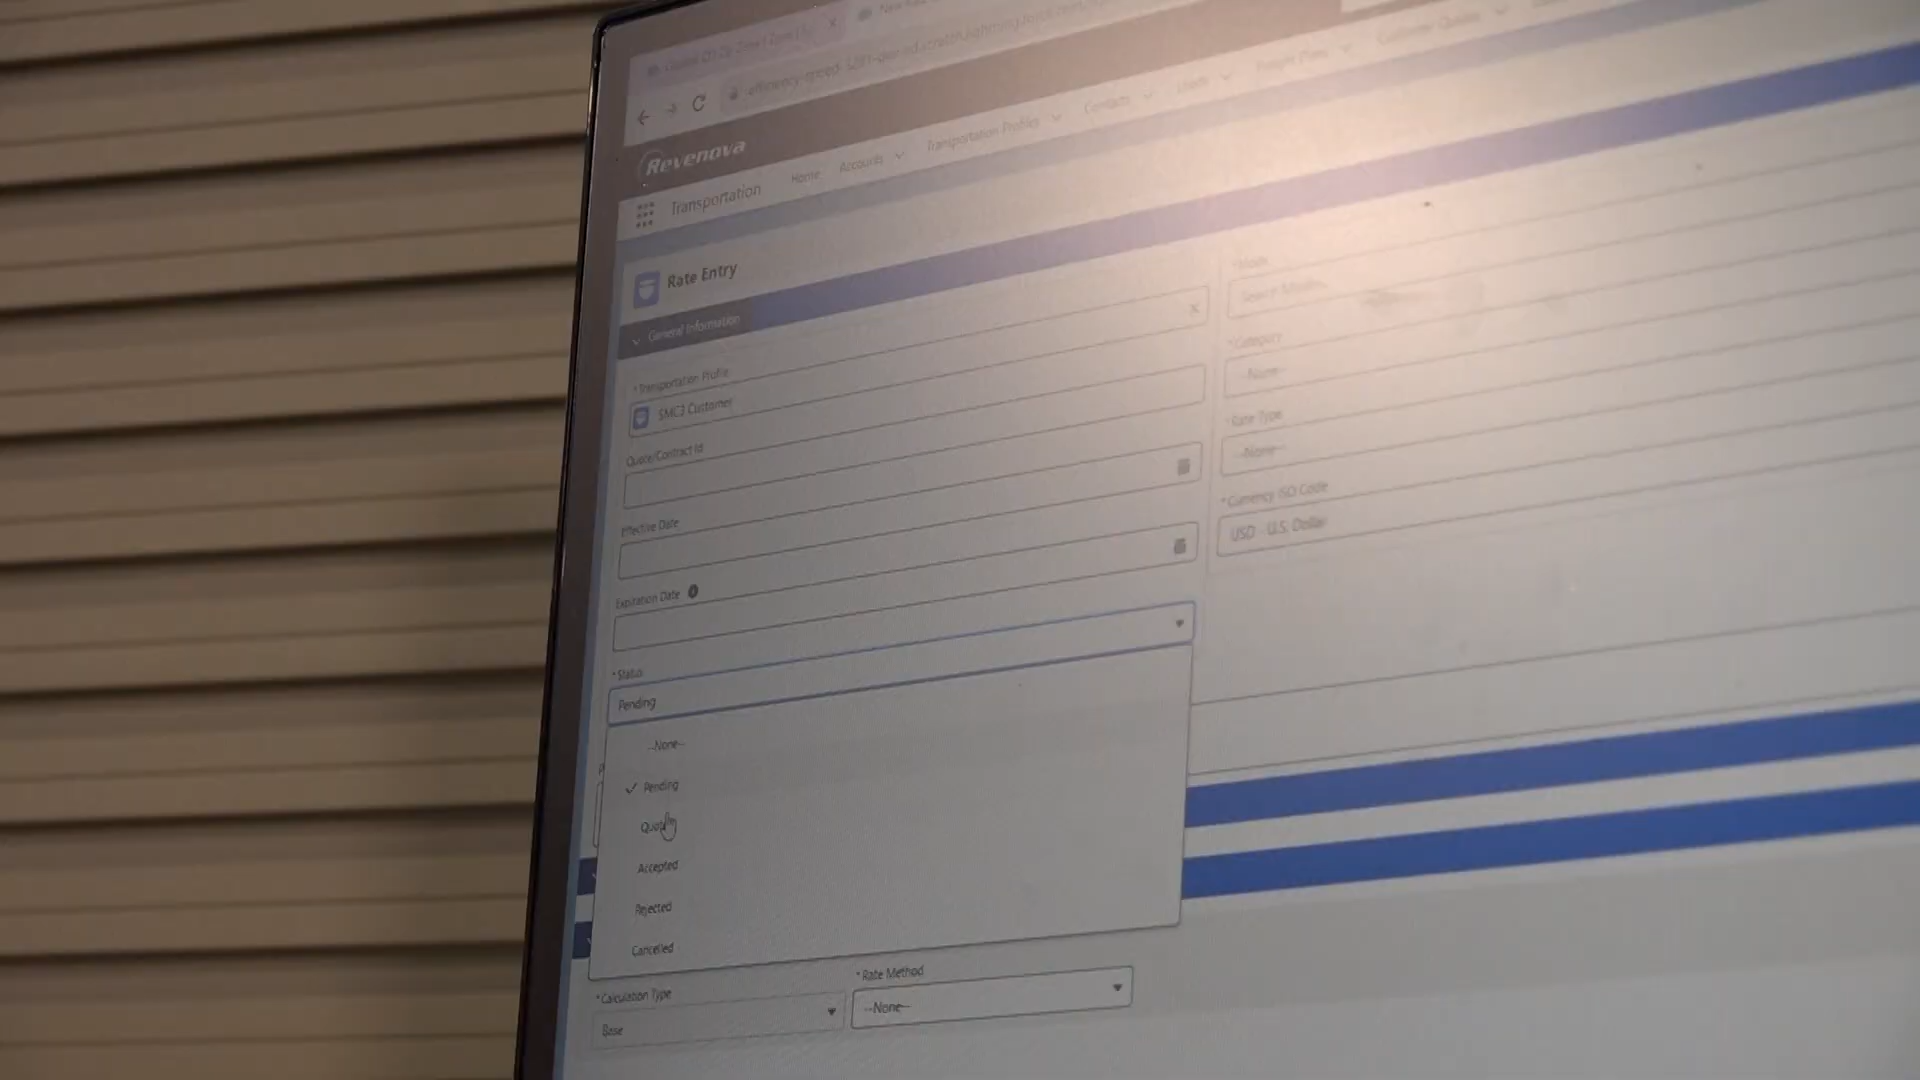 Revenova
Transportation
Home
Accounts
Transportation Profiles
Contacts
Rate Entry
General Information
*Transportation Profile
SMC3 Customer
Quote/Contract Id
Effective Date
Expiration Date
*Status
Pending
--None--
Pending
Accepted
Rejected
Cancelled
*Category
--None--
*Rate Type
--None--
*Currency ISO Code
USD - U.S. Dollar
*Calculation Type
Base
*Rate Method
--None--